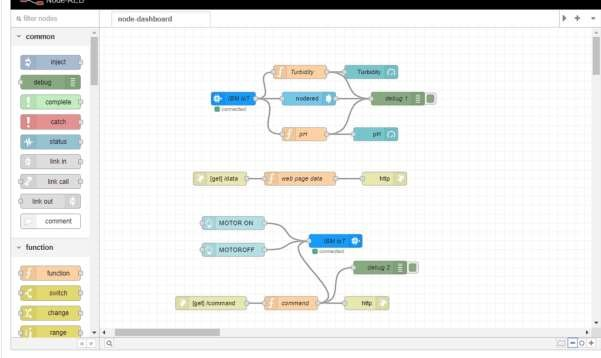 Node-RED
filter nodes
node-dashboard
common
inject
debug
complete
catch
status
link in
link call
link out
comment
function
function
switch
change
range
Turbidity
Turbidity
IBM IoT
connected
nodered
debug 1
pH
pH
[get] /data
web page data
http
MOTOR ON
MOTOROFF
IBM IoT
connected
debug 2
[get] /command
command
http